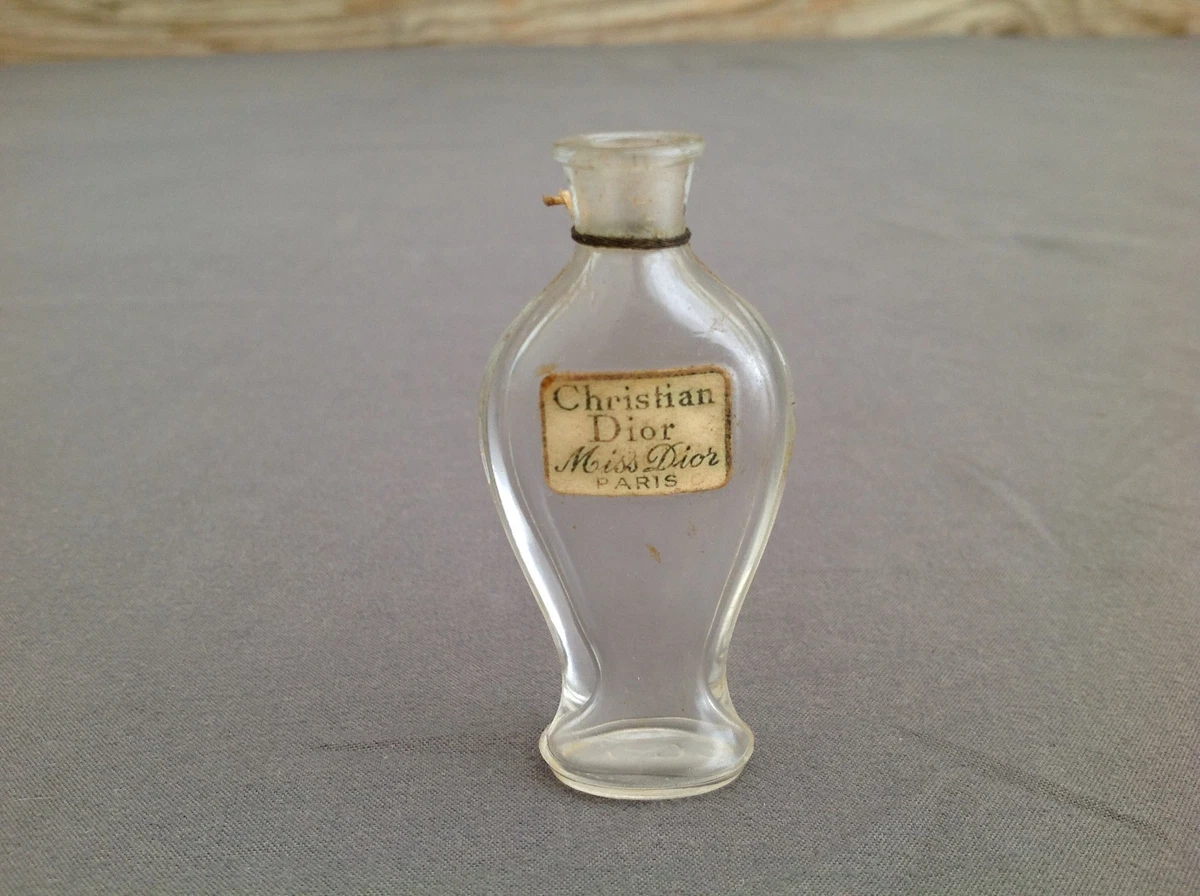 Christian
Dior
Miss Dior
PARIS